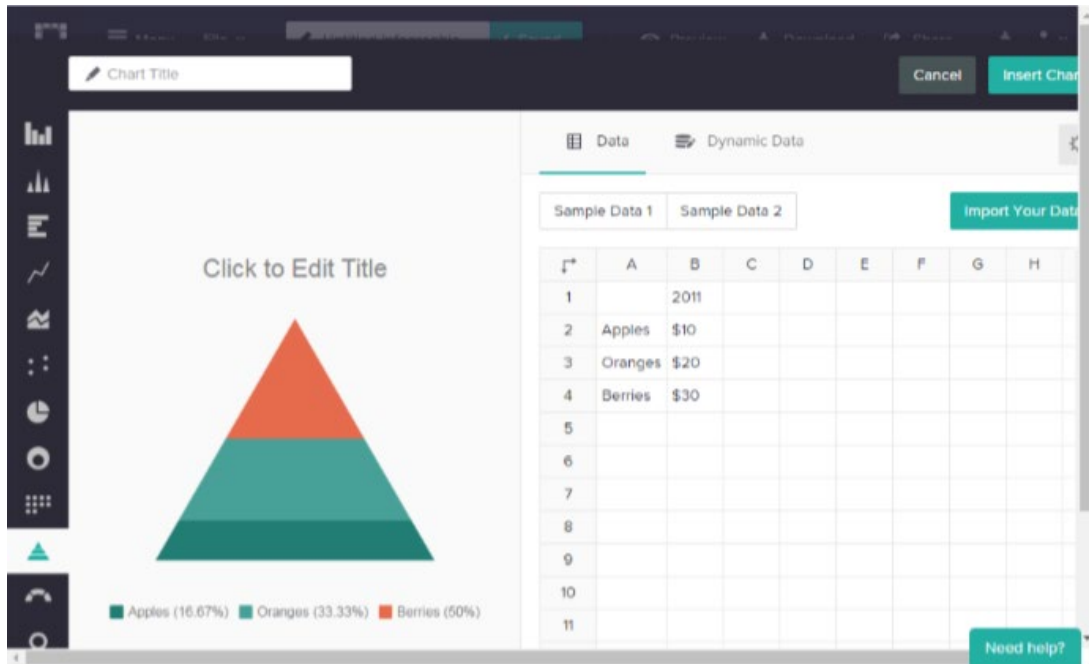 Chart Title
Cancel
Insert Char
Data
Dynamic Data
Sample Data 1
Sample Data 2
Import Your Data
Click to Edit Title
A B C D E F G H
1 2011
2 Apples $10
3 Oranges $20
4 Berries $30
5
6
7
8
9
10
11
Apples (16.67%) Oranges (33.33%) Berries (50%)
Need help?